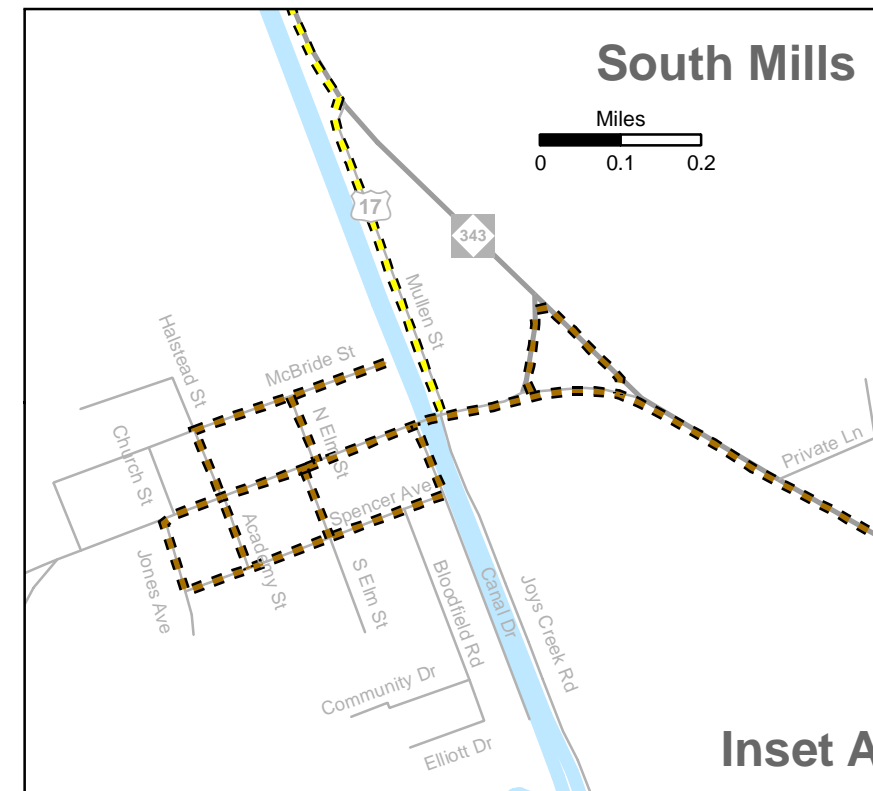 South Mills
Miles
0 0.1 0.2
17
343
Mullen St
Halstead St
McBride St
N Elm St
Church St
Private Ln
Spencer Ave
Academy St
Jones Ave
S Elm St
Bloodfield Rd
Canal Dr
Joys Creek Rd
Community Dr
Elliott Dr
Inset A